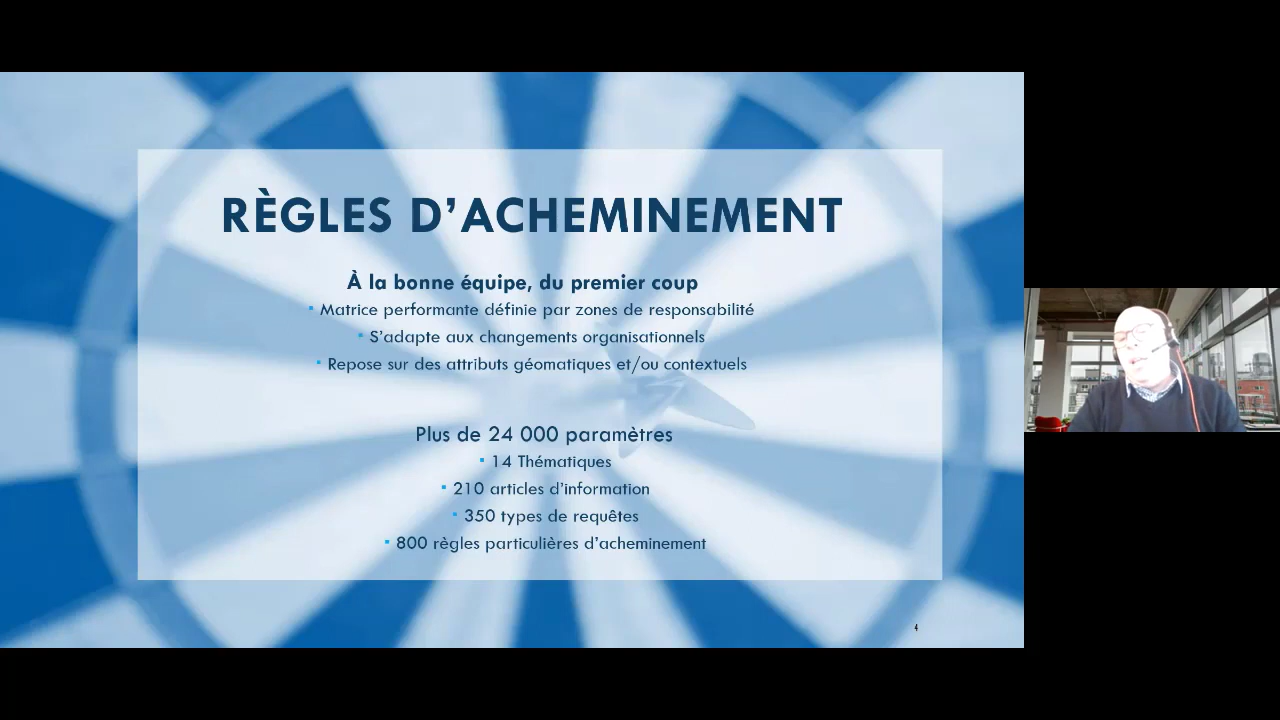 RÈGLES D'ACHEMINEMENT
À la bonne équipe, du premier coup
▪ Matrice performante définie par zones de responsabilité
▪ S'adapte aux changements organisationnels
▪ Repose sur des attributs géomatiques et/ou contextuels
Plus de 24 000 paramètres
▪ 14 Thématiques
▪ 210 articles d'information
▪ 350 types de requêtes
▪ 800 règles particulières d'acheminement
4